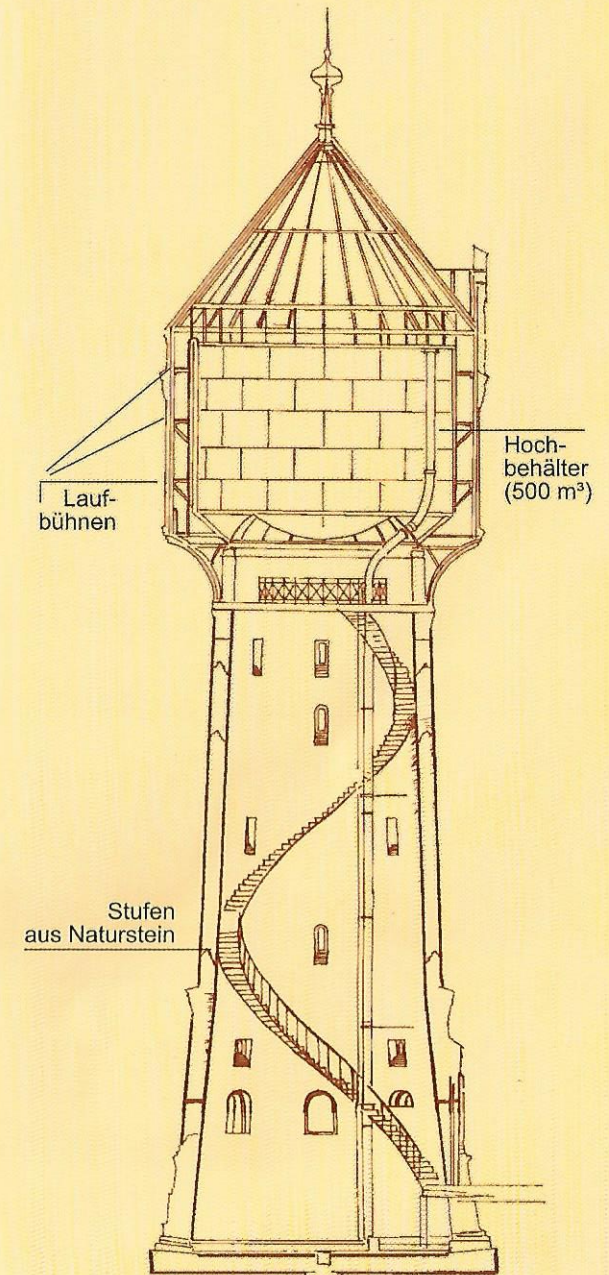 Lauf-
bühnen
Hoch-
behälter
(500 m³)
Stufen
aus Naturstein